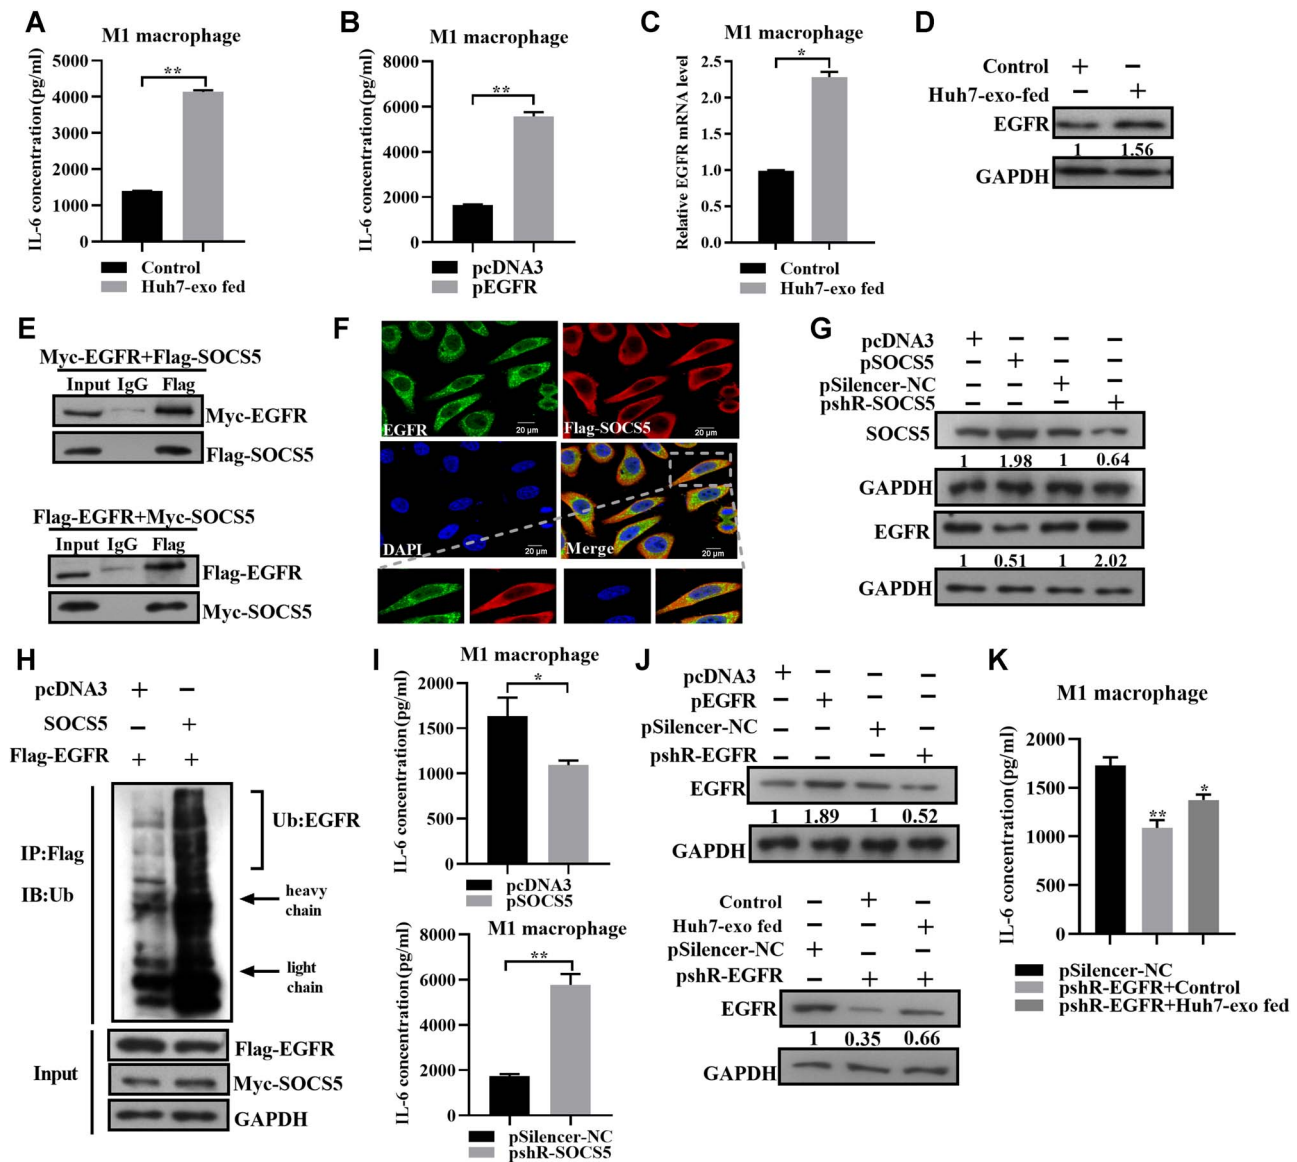 A
M1 macrophage
IL-6 concentration(pg/ml)
5000
4000
3000
2000
1000
0
**
Control
Huh7-exo fed
B
M1 macrophage
IL-6 concentration(pg/ml)
8000
6000
4000
2000
0
**
pcDNA3
pEGFR
C
M1 macrophage
Relative EGFR mRNA level
2.5
2.0
1.5
1.0
0.5
0.0
*
Control
Huh7-exo fed
D
Control + −
Huh7-exo-fed − +
EGFR
1 1.56
GAPDH
E
Myc-EGFR+Flag-SOCS5
Input IgG Flag
Myc-EGFR
Flag-SOCS5
Flag-EGFR+Myc-SOCS5
Input IgG Flag
Flag-EGFR
Myc-SOCS5
F
EGFR
20 μm
Flag-SOCS5
20 μm
DAPI
20 μm
Merge
20 μm
G
pcDNA3 + − − −
pSOCS5 − + − −
pSilencer-NC − − + −
pshR-SOCS5 − − − +
SOCS5
1 1.98 1 0.64
GAPDH
EGFR
1 0.51 1 2.02
GAPDH
H
pcDNA3 + −
SOCS5 − +
Flag-EGFR + +
IP:Flag
IB:Ub
Ub:EGFR
heavy
chain
light
chain
Input
Flag-EGFR
Myc-SOCS5
GAPDH
I
M1 macrophage
IL-6 concentration(pg/ml)
2000
1500
1000
500
0
*
pcDNA3
pSOCS5
M1 macrophage
IL-6 concentration(pg/ml)
8000
6000
4000
2000
0
**
pSilencer-NC
pshR-SOCS5
J
pcDNA3 + − − −
pEGFR − + − −
pSilencer-NC − − + −
pshR-EGFR − − − +
EGFR
1 1.89 1 0.52
GAPDH
Control − + −
Huh7-exo fed − − +
pSilencer-NC + − −
pshR-EGFR − + +
EGFR
1 0.35 0.66
GAPDH
K
M1 macrophage
IL-6 concentration(pg/ml)
2000
1500
1000
500
0
**
*
pSilencer-NC
pshR-EGFR+Control
pshR-EGFR+Huh7-exo fed